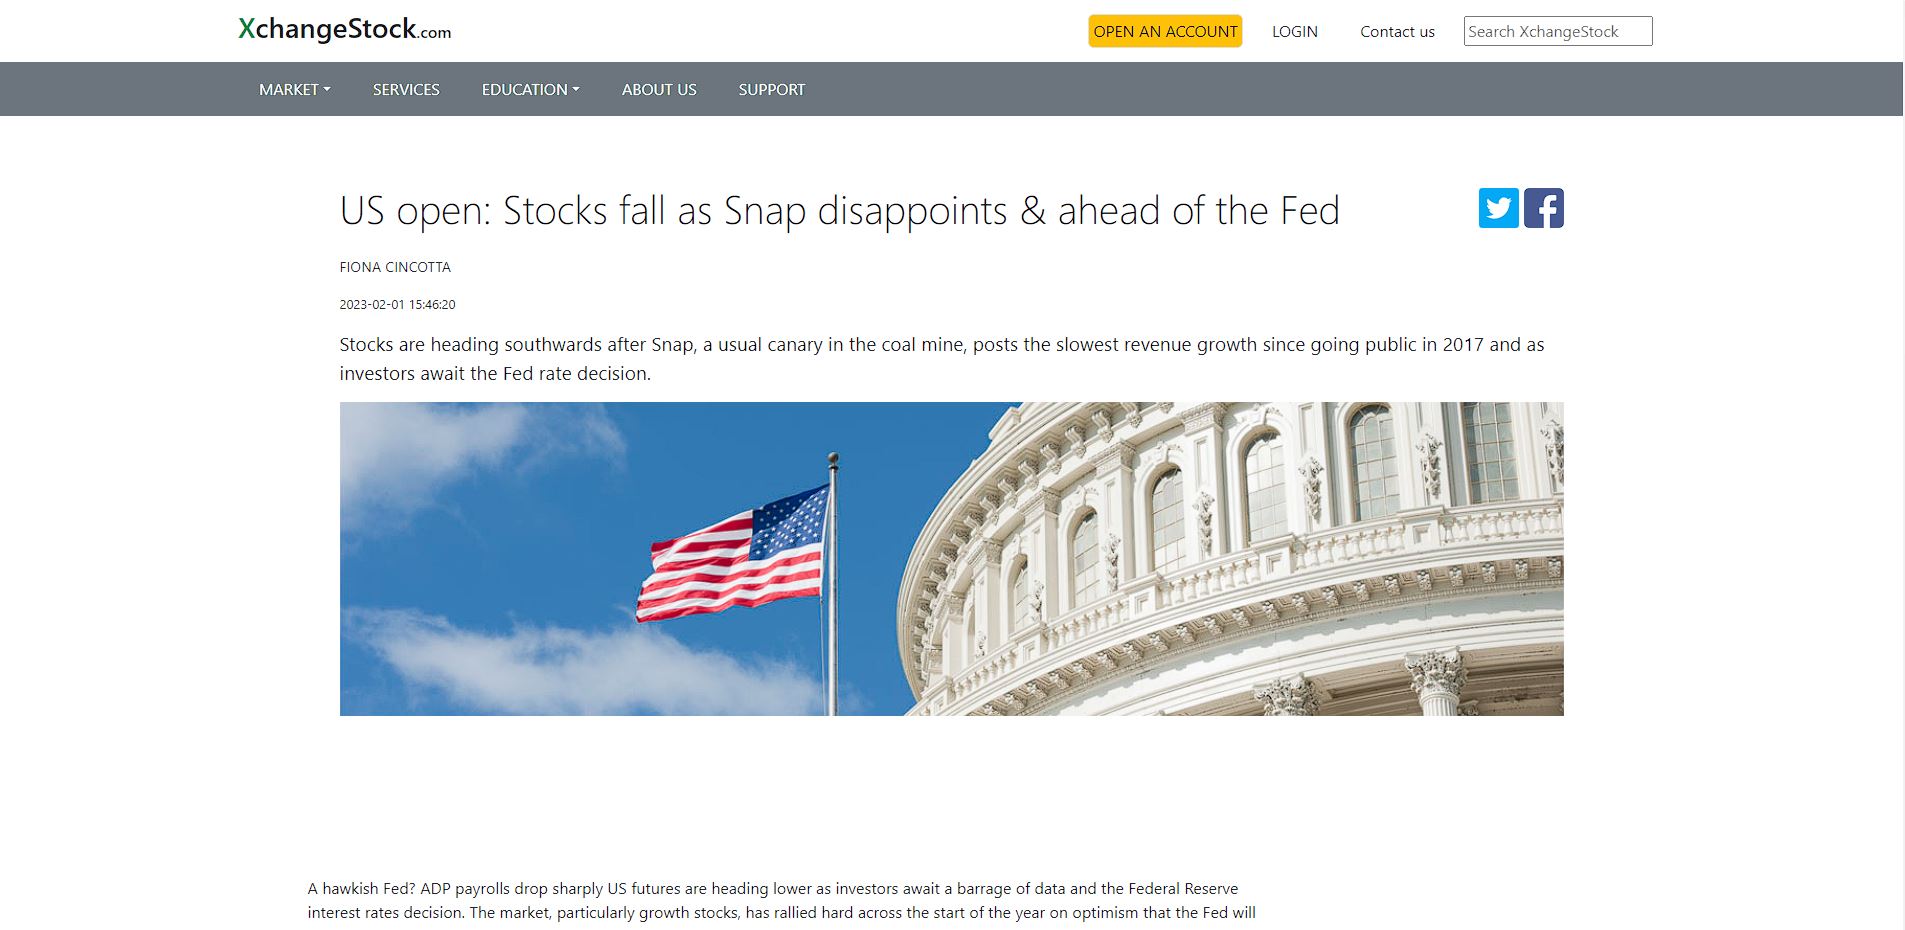 XchangeStock.com
OPEN AN ACCOUNT LOGIN Contact us Search XchangeStock
MARKET SERVICES EDUCATION ABOUT US SUPPORT
US open: Stocks fall as Snap disappoints & ahead of the Fed
FIONA CINCOTTA
2023-02-01 15:46:20
Stocks are heading southwards after Snap, a usual canary in the coal mine, posts the slowest revenue growth since going public in 2017 and as
investors await the Fed rate decision.
A hawkish Fed? ADP payrolls drop sharply US futures are heading lower as investors await a barrage of data and the Federal Reserve
interest rates decision. The market, particularly growth stocks, has rallied hard across the start of the year on optimism that the Fed will